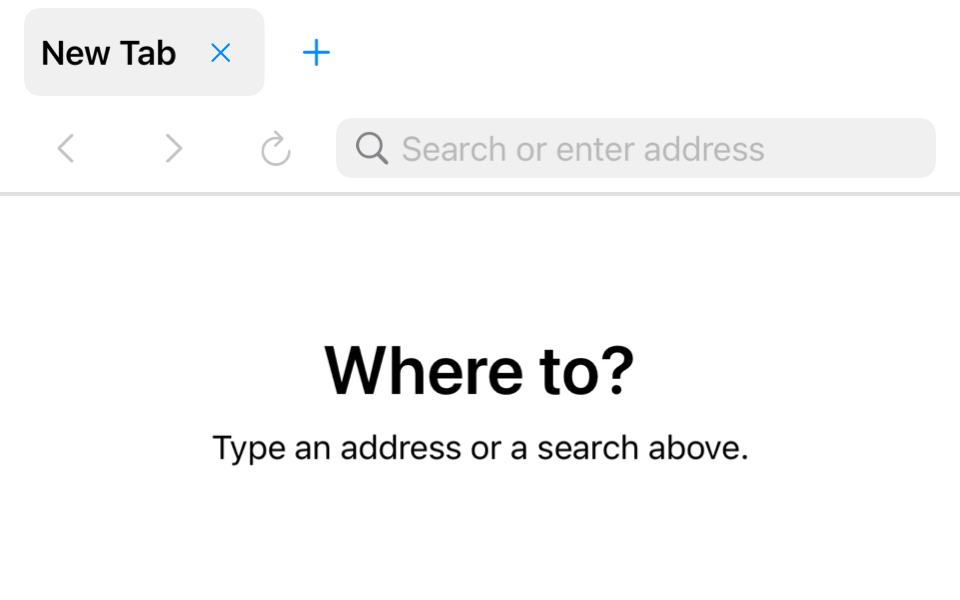 New Tab
Search or enter address
Where to?
Type an address or a search above.